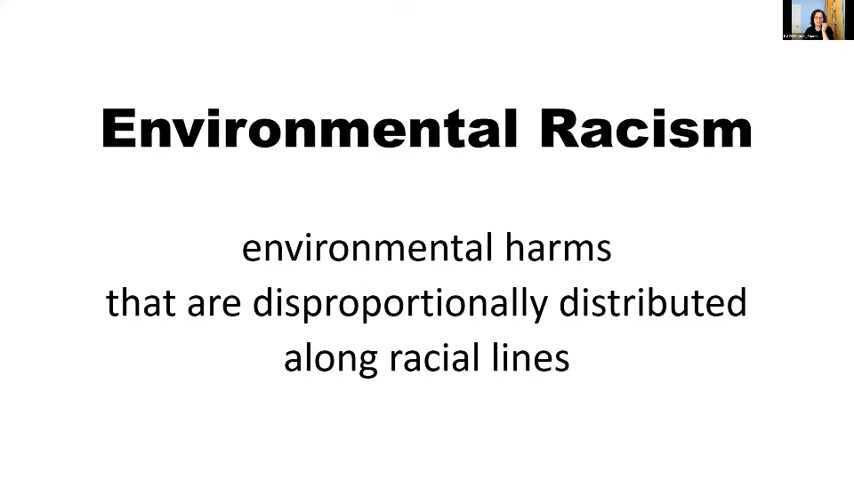 Environmental Racism
environmental harms
that are disproportionally distributed
along racial lines